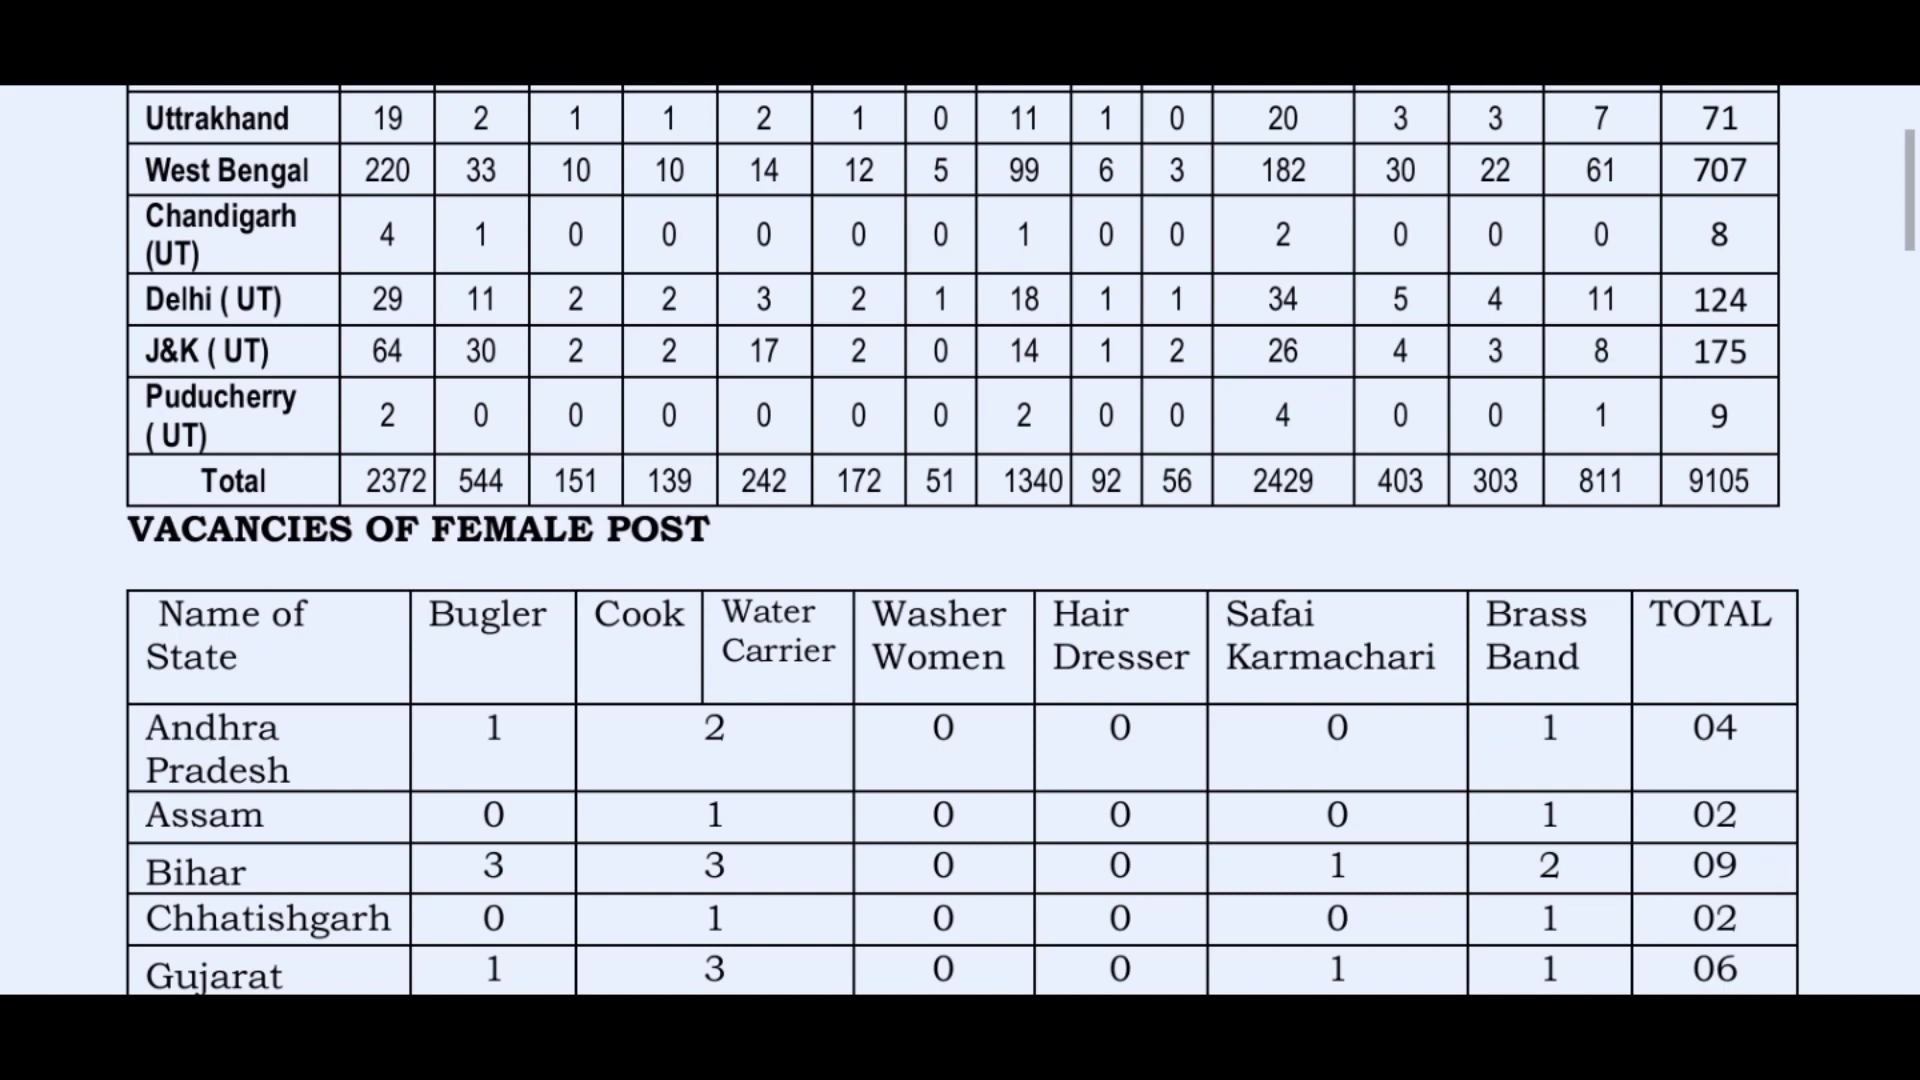 Uttrakhand 19 2 1 1 2 1 0 11 1 0 20 3 3 7 71
West Bengal 220 33 10 10 14 12 5 99 6 3 182 30 22 61 707
Chandigarh
(UT) 4 1 0 0 0 0 0 1 0 0 2 0 0 0 8
Delhi ( UT) 29 11 2 2 3 2 1 18 1 1 34 5 4 11 124
J&K ( UT) 64 30 2 2 17 2 0 14 1 2 26 4 3 8 175
Puducherry
( UT) 2 0 0 0 0 0 0 2 0 0 4 0 0 1 9
Total 2372 544 151 139 242 172 51 1340 92 56 2429 403 303 811 9105
VACANCIES OF FEMALE POST
Name of Bugler Cook Water Washer Hair Safai Brass TOTAL
State Carrier Women Dresser Karmachari Band
Andhra 1 2 0 0 0 1 04
Pradesh
Assam 0 1 0 0 0 1 02
Bihar 3 3 0 0 1 2 09
Chhatishgarh 0 1 0 0 0 1 02
Gujarat 1 3 0 0 1 1 06